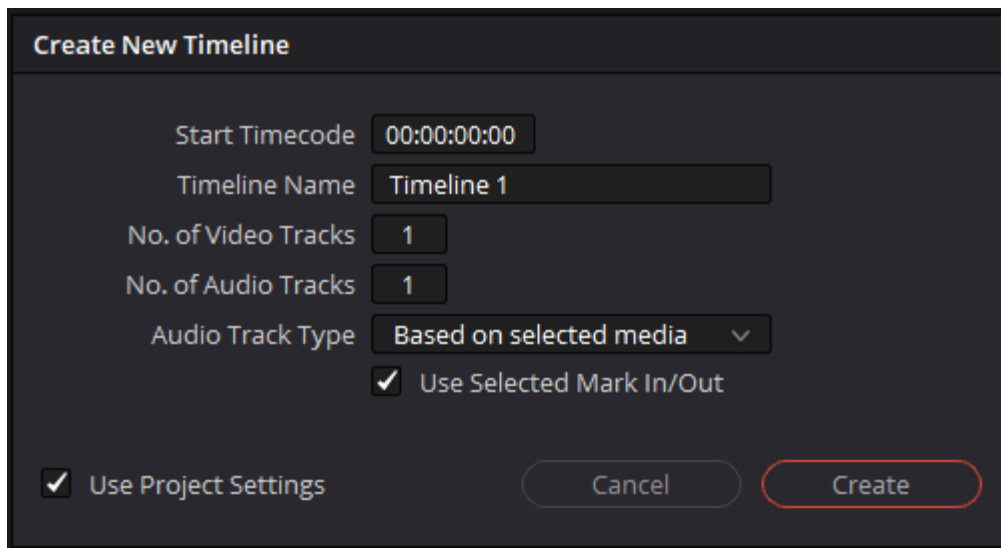 Create New Timeline
Start Timecode 00:00:00:00
Timeline Name Timeline 1
No. of Video Tracks 1
No. of Audio Tracks 1
Audio Track Type Based on selected media
Use Selected Mark In/Out
Use Project Settings Cancel Create